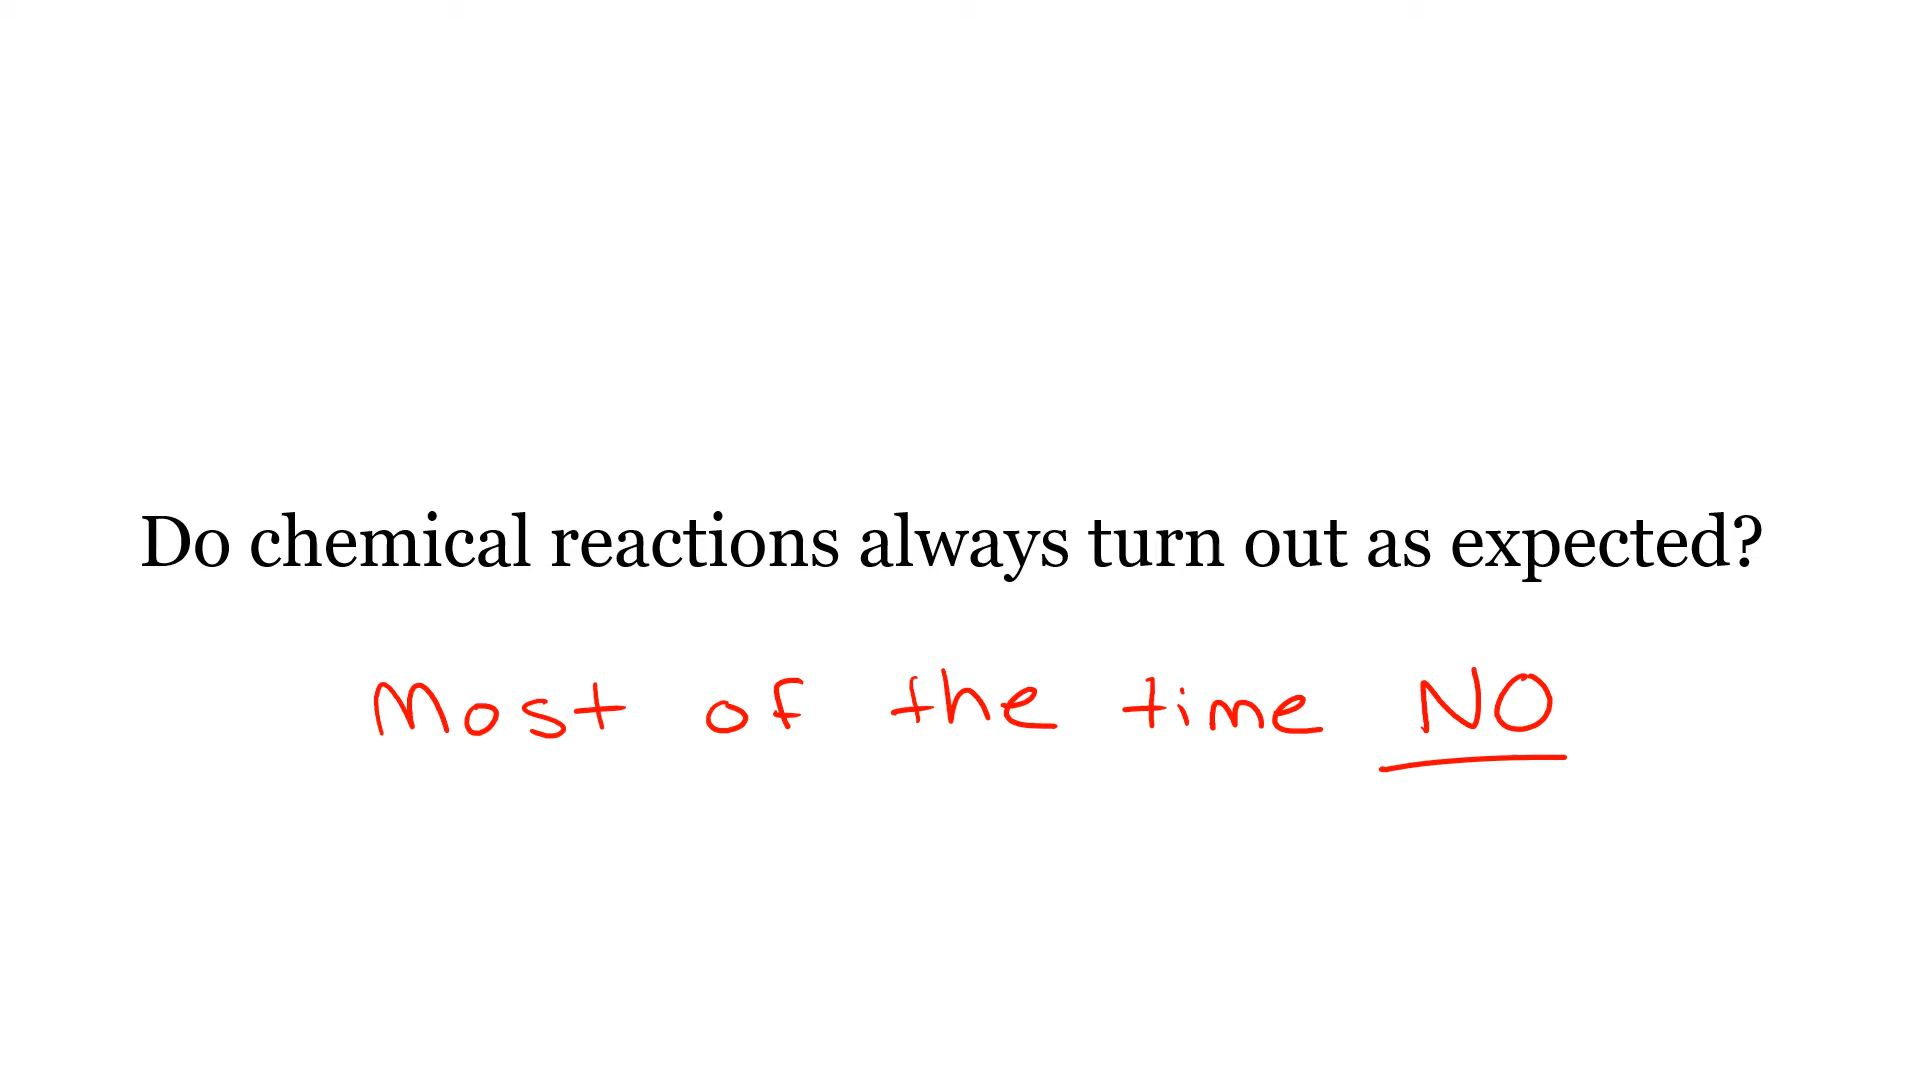 Do chemical reactions always turn out as expected?
Most of the time NO